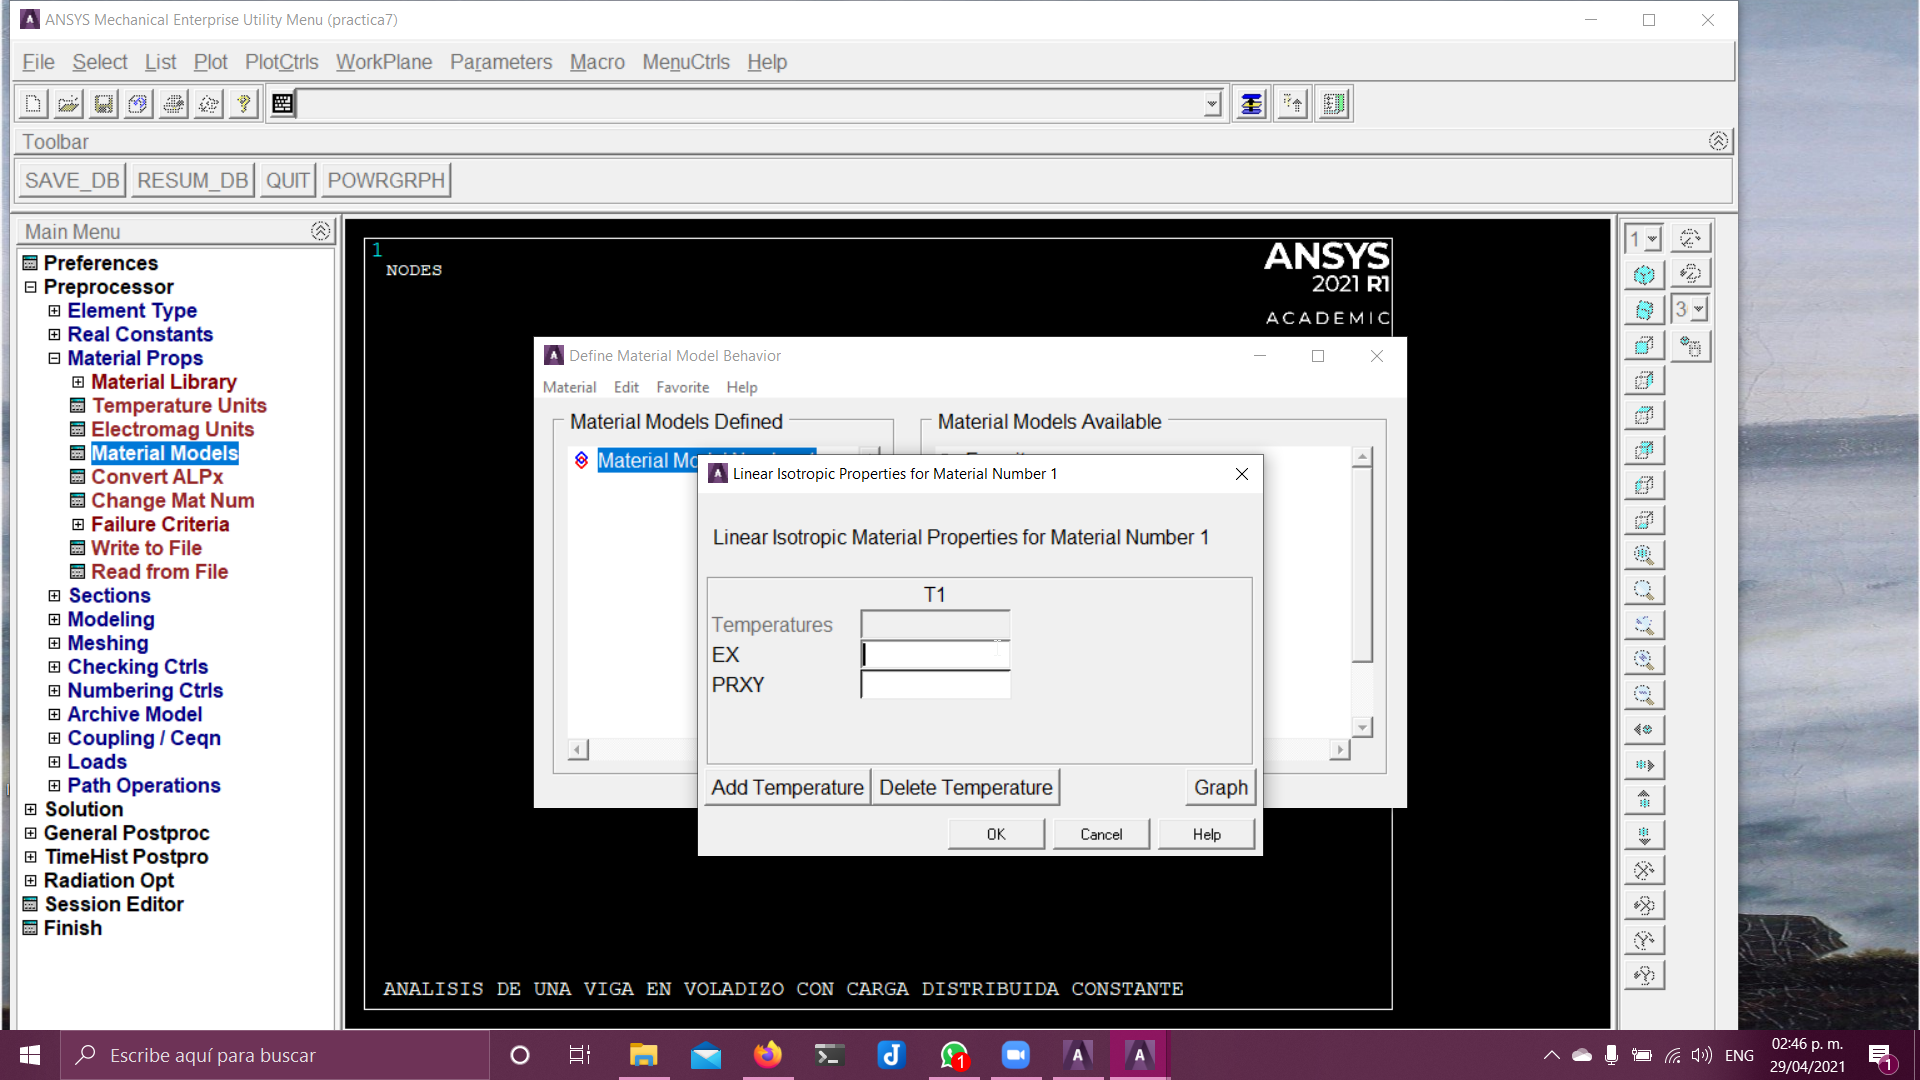 ANSYS Mechanical Enterprise Utility Menu (practica7)
File Select List Plot PlotCtrls WorkPlane Parameters Macro MenuCtrls Help
Toolbar
SAVE_DB RESUM_DB QUIT POWRGRPH
Main Menu
Preferences
Preprocessor
Element Type
Real Constants
Material Props
Material Library
Temperature Units
Electromag Units
Material Models
Convert ALPx
Change Mat Num
Failure Criteria
Write to File
Read from File
Sections
Modeling
Meshing
Checking Ctrls
Numbering Ctrls
Archive Model
Coupling / Ceqn
Loads
Path Operations
Solution
General Postproc
TimeHist Postpro
Radiation Opt
Session Editor
Finish
1
NODES
ANSYS
2021 R1
ACADEMIC
Define Material Model Behavior
Material Edit Favorite Help
Material Models Defined
Material Models Available
Linear Isotropic Properties for Material Number 1
Linear Isotropic Material Properties for Material Number 1
T1
Temperatures
EX
PRXY
Add Temperature Delete Temperature Graph
OK Cancel Help
ANALISIS DE UNA VIGA EN VOLADIZO CON CARGA DISTRIBUIDA CONSTANTE
1
3
Escribe aquí para buscar
1
ENG
02:46 p. m.
29/04/2021
1